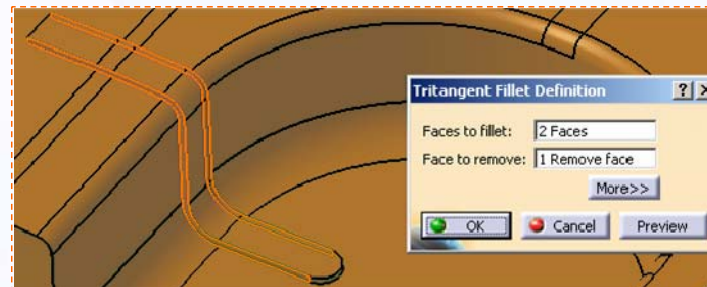 Tritangent Fillet Definition ? X
Faces to fillet: 2 Faces
Face to remove: 1 Remove face
More>>
OK Cancel Preview